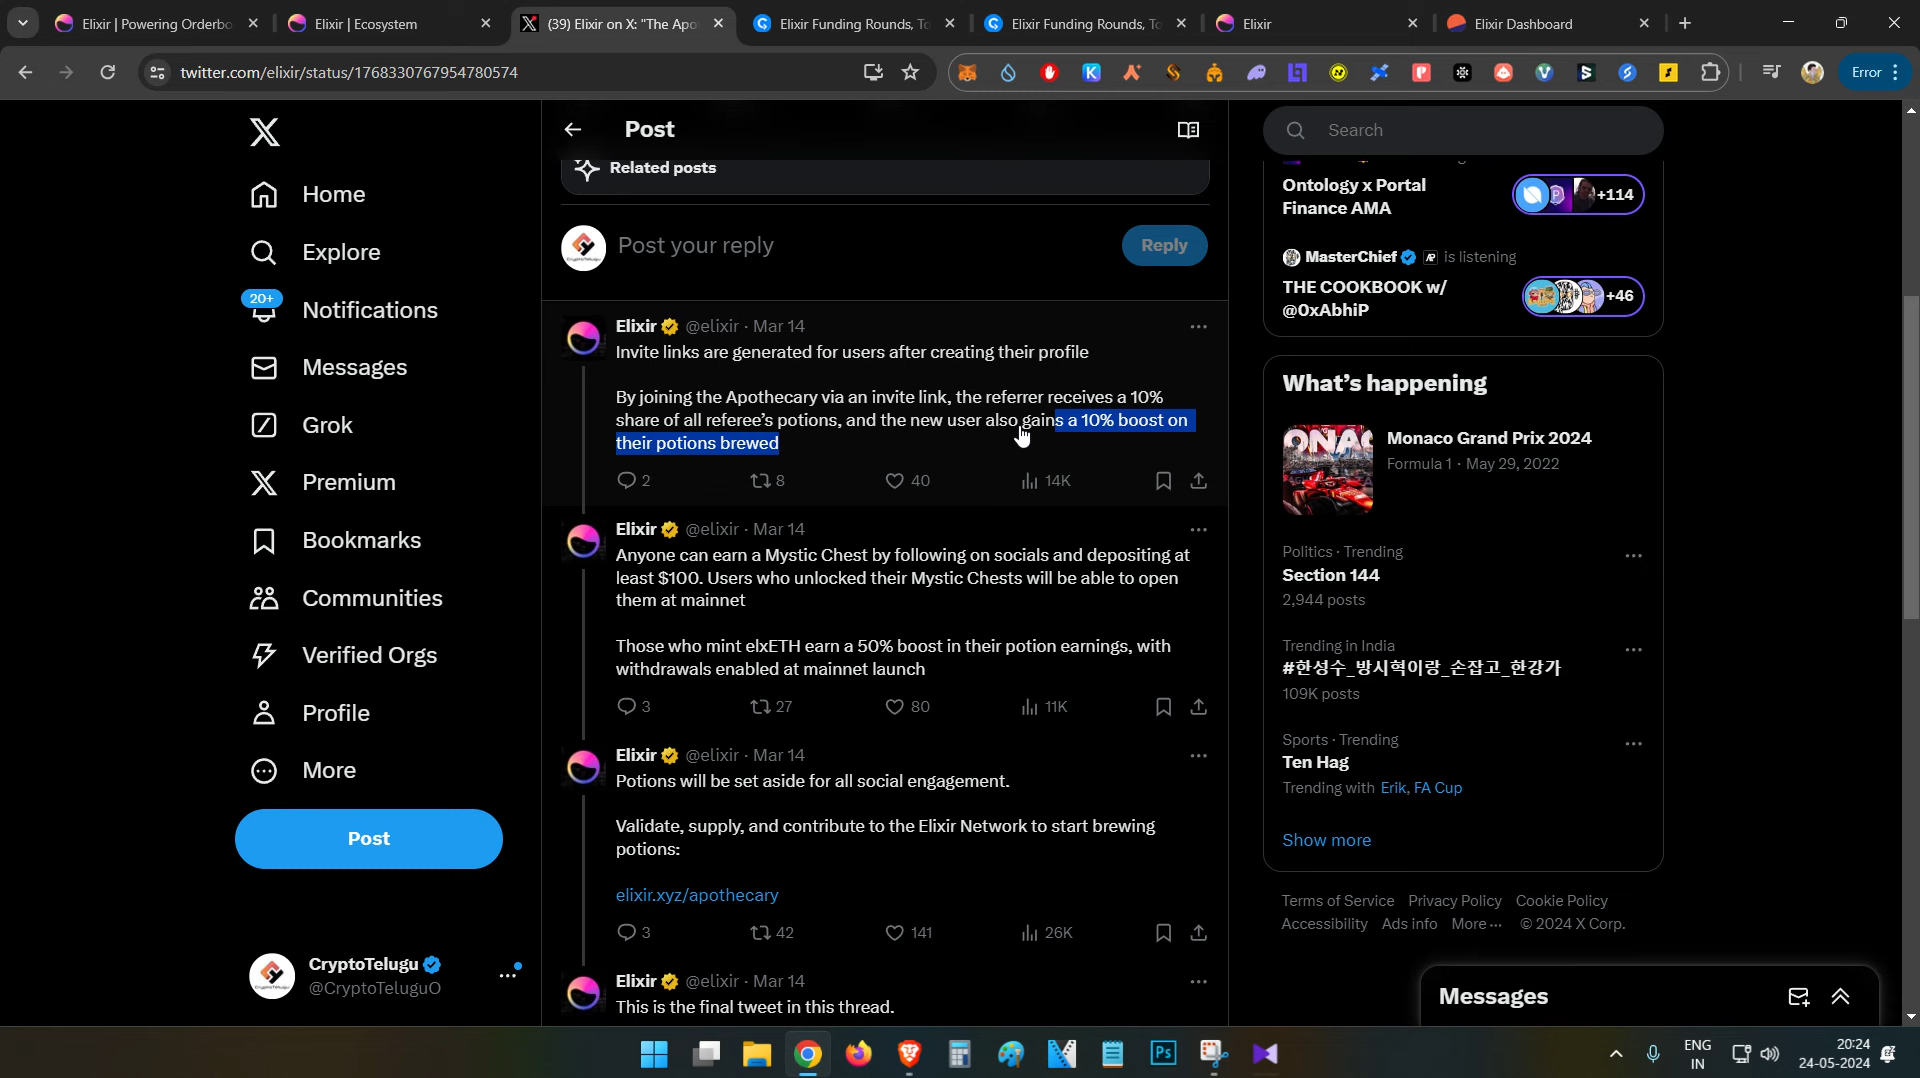 Elixir | Powering Orderbo
Elixir | Ecosystem
(39) Elixir on X: "The Apo
Elixir Funding Rounds, To
Elixir Funding Rounds, To
Elixir
Elixir Dashboard
twitter.com/elixir/status/1768330767954780574
Error
Home
Explore
20+
Notifications
Messages
Grok
Premium
Bookmarks
Communities
Verified Orgs
Profile
More
Post
CryptoTelugu
@CryptoTeluguO
Post
Related posts
Post your reply
Reply
Elixir @elixir · Mar 14
Invite links are generated for users after creating their profile
By joining the Apothecary via an invite link, the referrer receives a 10%
share of all referee's potions, and the new user also gains a 10% boost on
their potions brewed
2 8 40 14K
Elixir @elixir · Mar 14
Anyone can earn a Mystic Chest by following on socials and depositing at
least $100. Users who unlocked their Mystic Chests will be able to open
them at mainnet
Those who mint elxETH earn a 50% boost in their potion earnings, with
withdrawals enabled at mainnet launch
3 27 80 11K
Elixir @elixir · Mar 14
Potions will be set aside for all social engagement.
Validate, supply, and contribute to the Elixir Network to start brewing
potions:
elixir.xyz/apothecary
3 42 141 26K
Elixir @elixir · Mar 14
This is the final tweet in this thread.
Search
Ontology x Portal
Finance AMA
+114
MasterChief is listening
THE COOKBOOK w/
@0xAbhiP
+46
What's happening
Monaco Grand Prix 2024
Formula 1 · May 29, 2022
Politics · Trending
Section 144
2,944 posts
Trending in India
#한성수_방시혁이랑_손잡고_한강가
109K posts
Sports · Trending
Ten Hag
Trending with Erik, FA Cup
Show more
Terms of Service Privacy Policy Cookie Policy
Accessibility Ads info More ··· © 2024 X Corp.
Messages
ENG
IN
20:24
24-05-2024